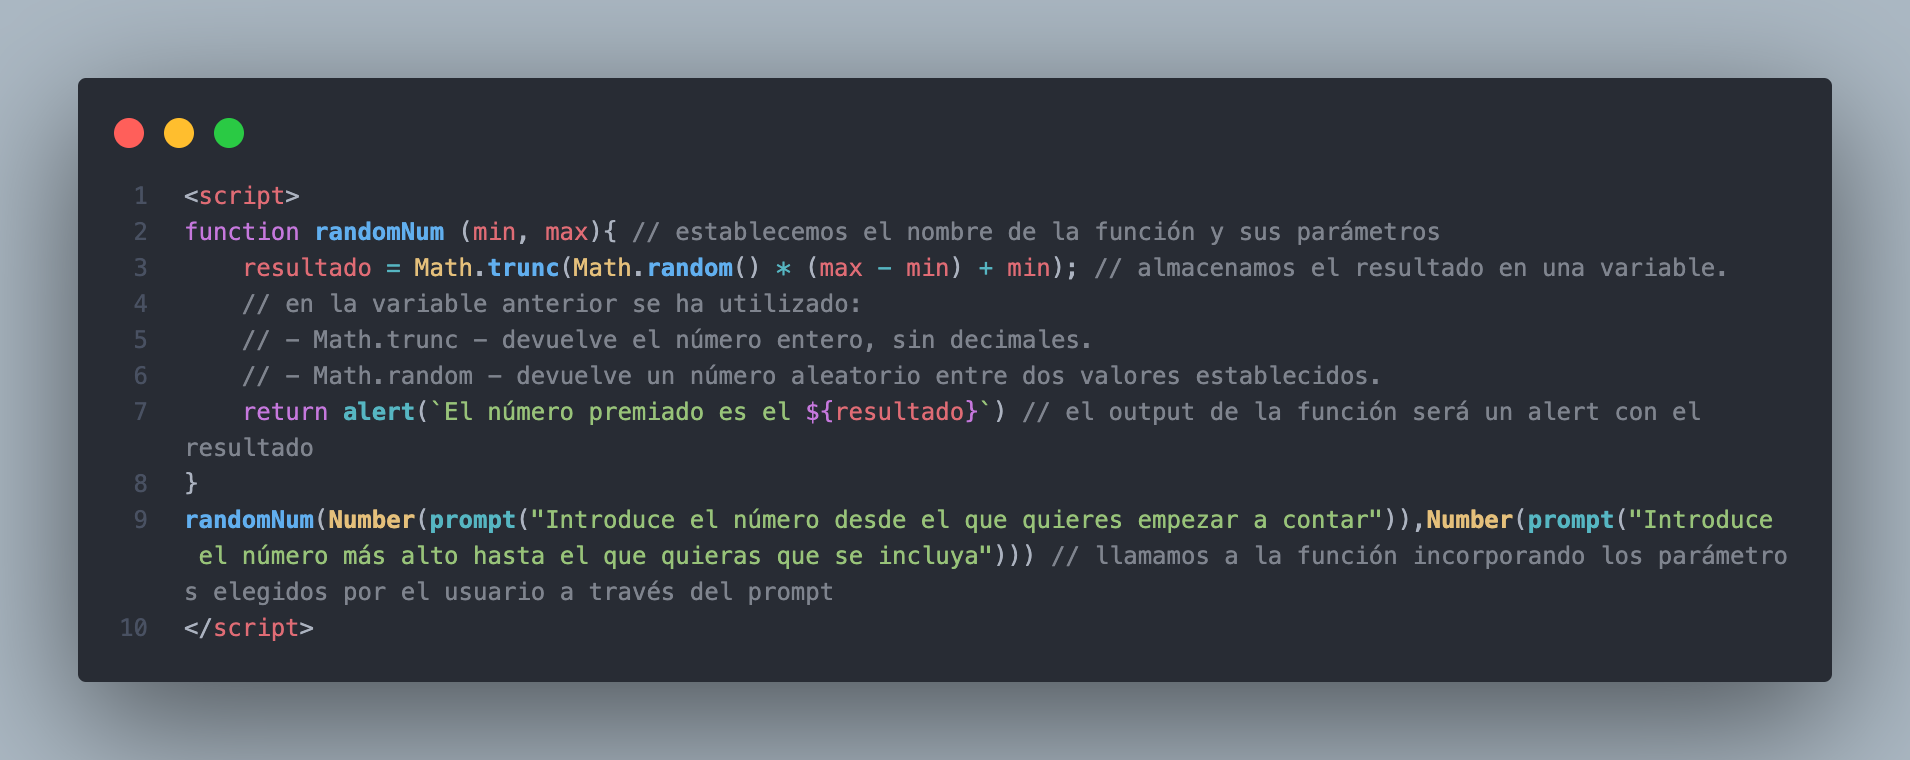 1 <script>
2 function randomNum (min, max){ // establecemos el nombre de la función y sus parámetros
3     resultado = Math.trunc(Math.random() * (max - min) + min); // almacenamos el resultado en una variable.
4     // en la variable anterior se ha utilizado:
5     // - Math.trunc - devuelve el número entero, sin decimales.
6     // - Math.random - devuelve un número aleatorio entre dos valores establecidos.
7     return alert(`El número premiado es el ${resultado}`) // el output de la función será un alert con el
resultado
8 }
9 randomNum(Number(prompt("Introduce el número desde el que quieres empezar a contar")),Number(prompt("Introduce
 el número más alto hasta el que quieras que se incluya"))) // llamamos a la función incorporando los parámetro
s elegidos por el usuario a través del prompt
10 </script>